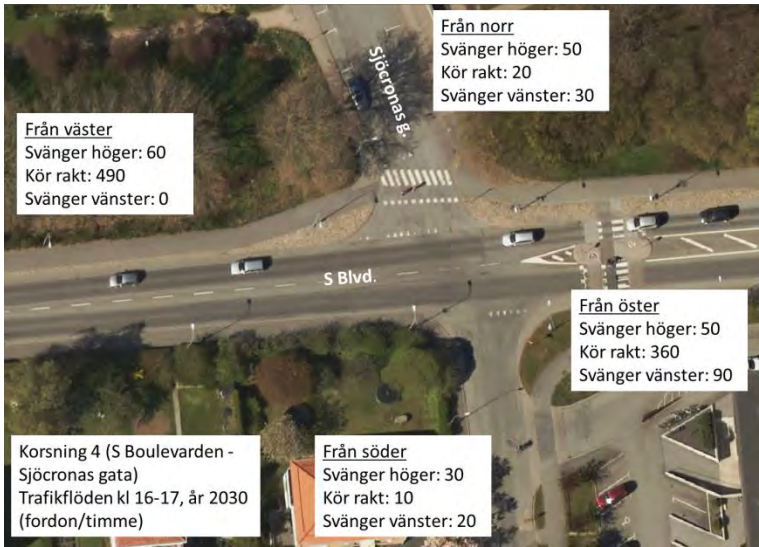 Från norr
Svänger höger: 50
Kör rakt: 20
Svänger vänster: 30
Sjöcronas g.
Från väster
Svänger höger: 60
Kör rakt: 490
Svänger vänster: 0
S Blvd.
Från öster
Svänger höger: 50
Kör rakt: 360
Svänger vänster: 90
Korsning 4 (S Boulevarden -
Sjöcronas gata)
Trafikflöden kl 16-17, år 2030
(fordon/timme)
Från söder
Svänger höger: 30
Kör rakt: 10
Svänger vänster: 20